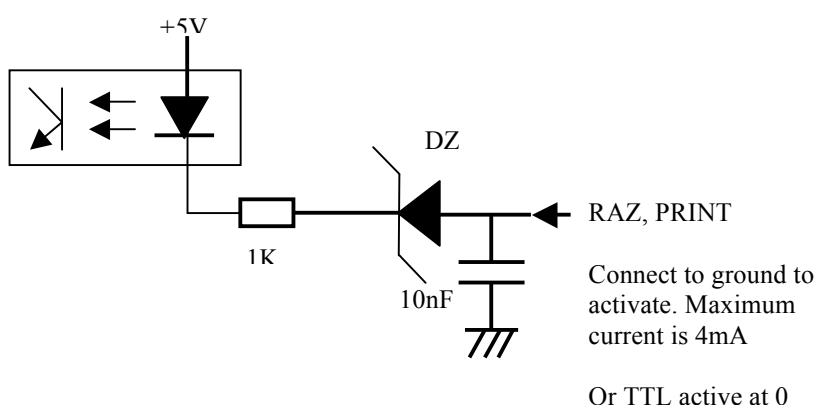 +5V
DZ
RAZ, PRINT
1K
10nF
Connect to ground to
activate. Maximum
current is 4mA
Or TTL active at 0